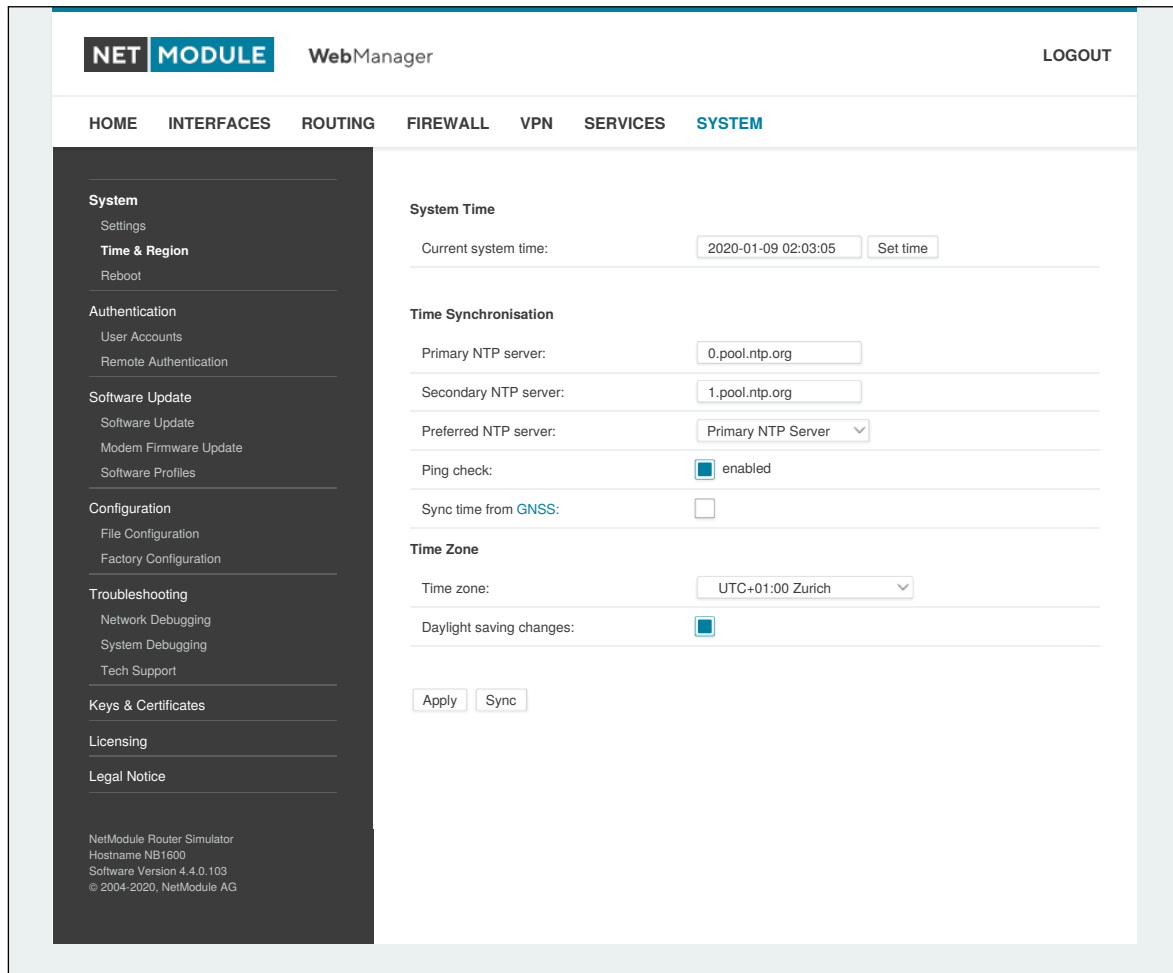 NET MODULE WebManager LOGOUT
HOME INTERFACES ROUTING FIREWALL VPN SERVICES SYSTEM
System
Settings
Time & Region
Reboot
Authentication
User Accounts
Remote Authentication
Software Update
Software Update
Modem Firmware Update
Software Profiles
Configuration
File Configuration
Factory Configuration
Troubleshooting
Network Debugging
System Debugging
Tech Support
Keys & Certificates
Licensing
Legal Notice
NetModule Router Simulator
Hostname NB1600
Software Version 4.4.0.103
© 2004-2020, NetModule AG
System Time
Current system time: 2020-01-09 02:03:05 Set time
Time Synchronisation
Primary NTP server: 0.pool.ntp.org
Secondary NTP server: 1.pool.ntp.org
Preferred NTP server: Primary NTP Server
Ping check: enabled
Sync time from GNSS:
Time Zone
Time zone: UTC+01:00 Zurich
Daylight saving changes:
Apply Sync